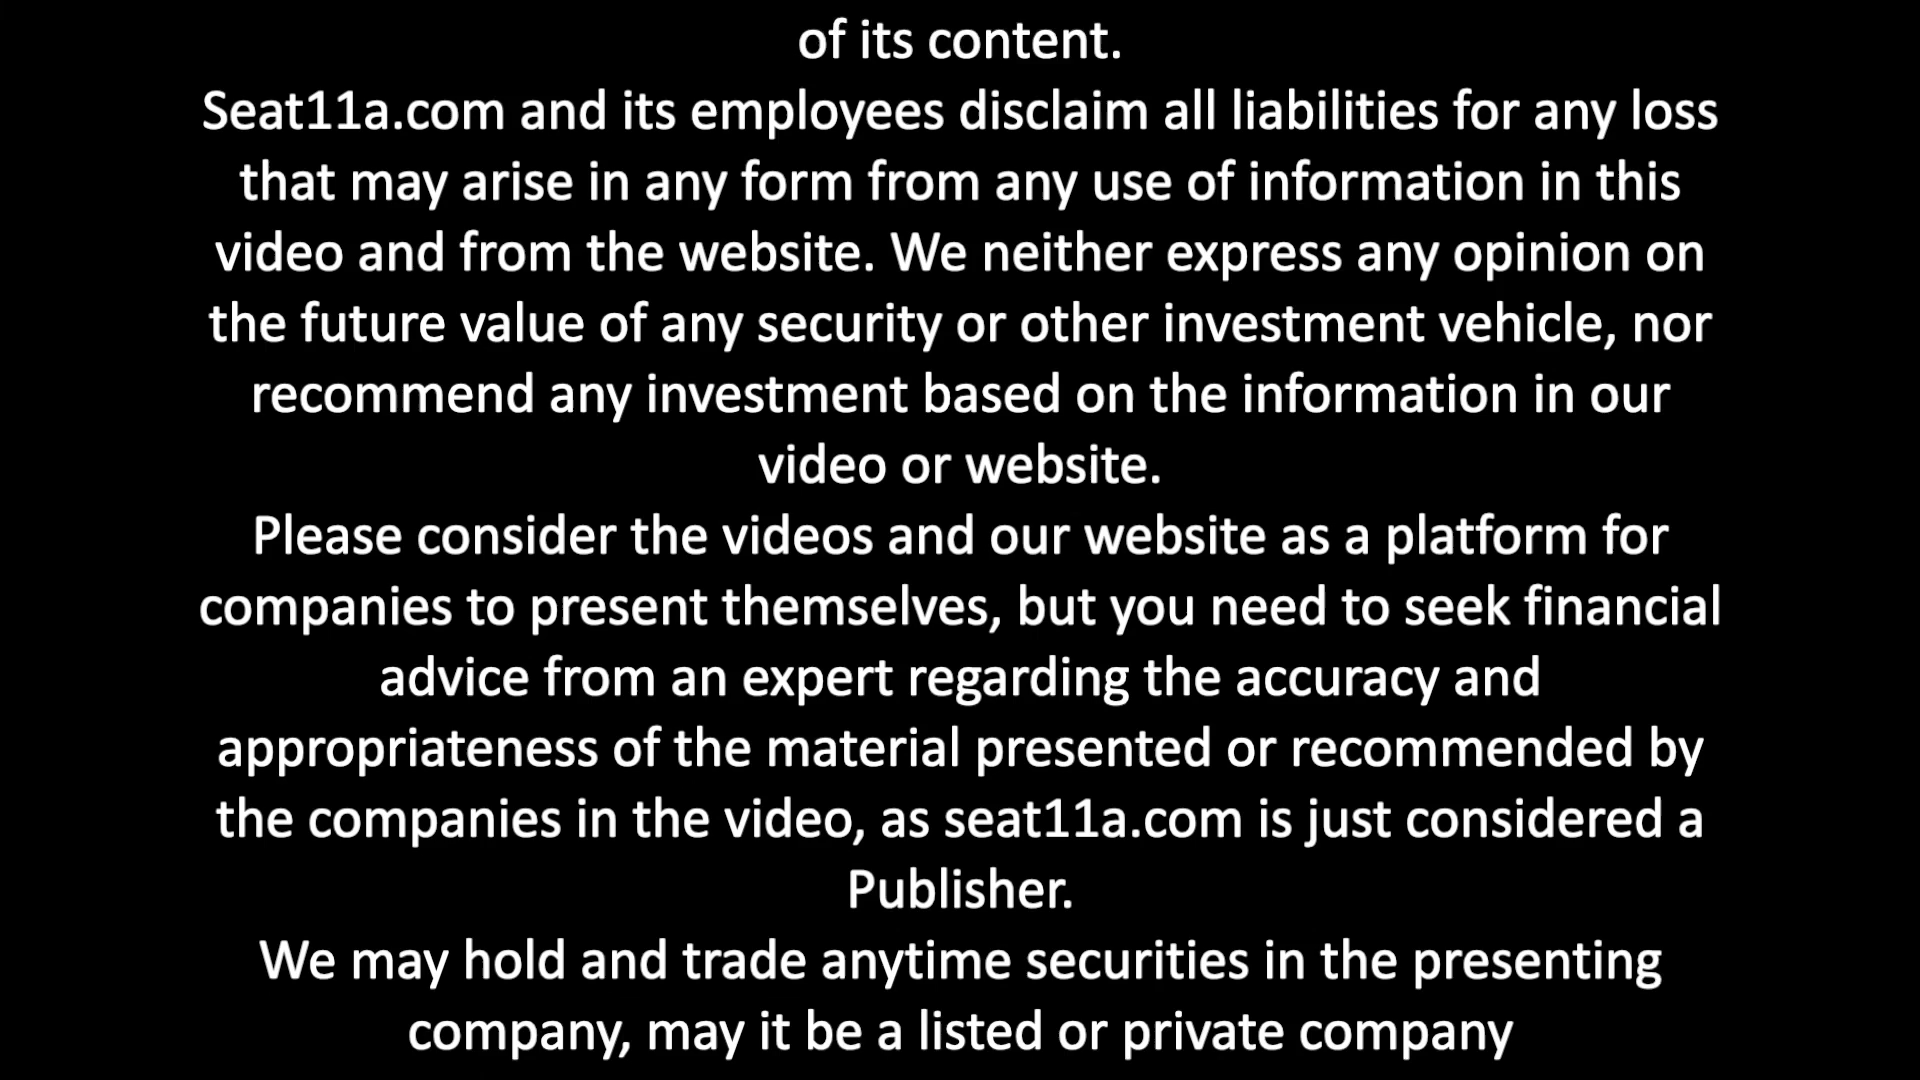 of its content.
Seat11a.com and its employees disclaim all liabilities for any loss
that may arise in any form from any use of information in this
video and from the website. We neither express any opinion on
the future value of any security or other investment vehicle, nor
recommend any investment based on the information in our
video or website.
Please consider the videos and our website as a platform for
companies to present themselves, but you need to seek financial
advice from an expert regarding the accuracy and
appropriateness of the material presented or recommended by
the companies in the video, as seat11a.com is just considered a
Publisher.
We may hold and trade anytime securities in the presenting
company, may it be a listed or private company